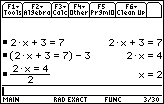 F1▾ F2▾ F3▾ F4▾ F5 F6▾
Tools Algebra Calc Other PrgmIO Clean Up
■ 2·x + 3 = 7 2·x + 3 = 7
■ (2·x + 3 = 7) - 3 2·x = 4
■ 2·x = 4 / 2 x = 2
MAIN RAD EXACT FUNC 3/30